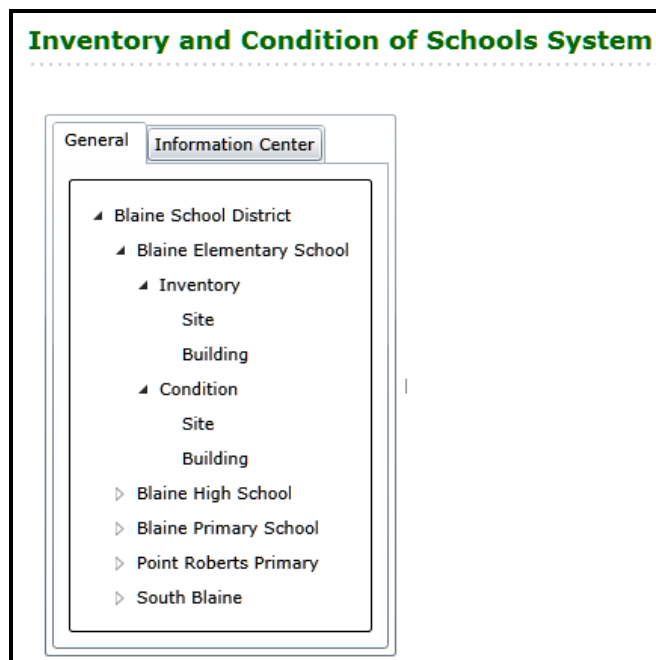 Inventory and Condition of Schools System
General
Information Center
Blaine School District
Blaine Elementary School
Inventory
Site
Building
Condition
Site
Building
Blaine High School
Blaine Primary School
Point Roberts Primary
South Blaine